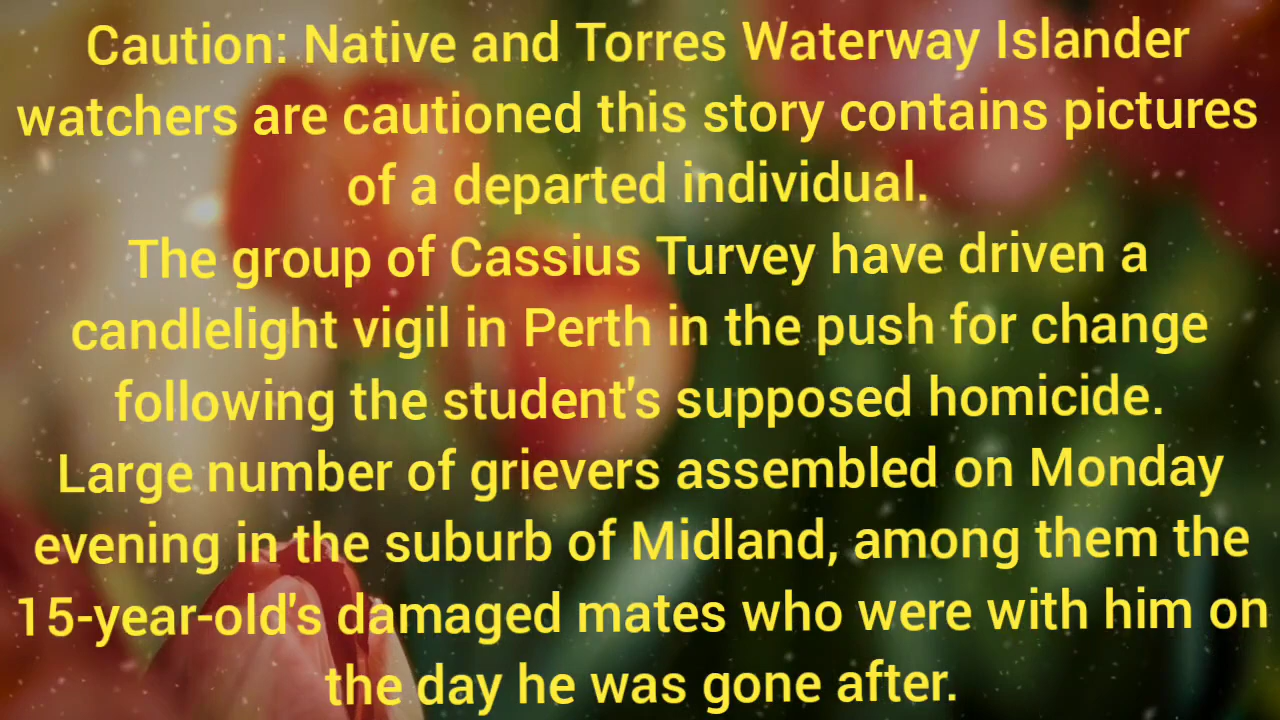 Caution: Native and Torres Waterway Islander
watchers are cautioned this story contains pictures
of a departed individual.
The group of Cassius Turvey have driven a
candlelight vigil in Perth in the push for change
following the student's supposed homicide.
Large number of grievers assembled on Monday
evening in the suburb of Midland, among them the
15-year-old's damaged mates who were with him on
the day he was gone after.